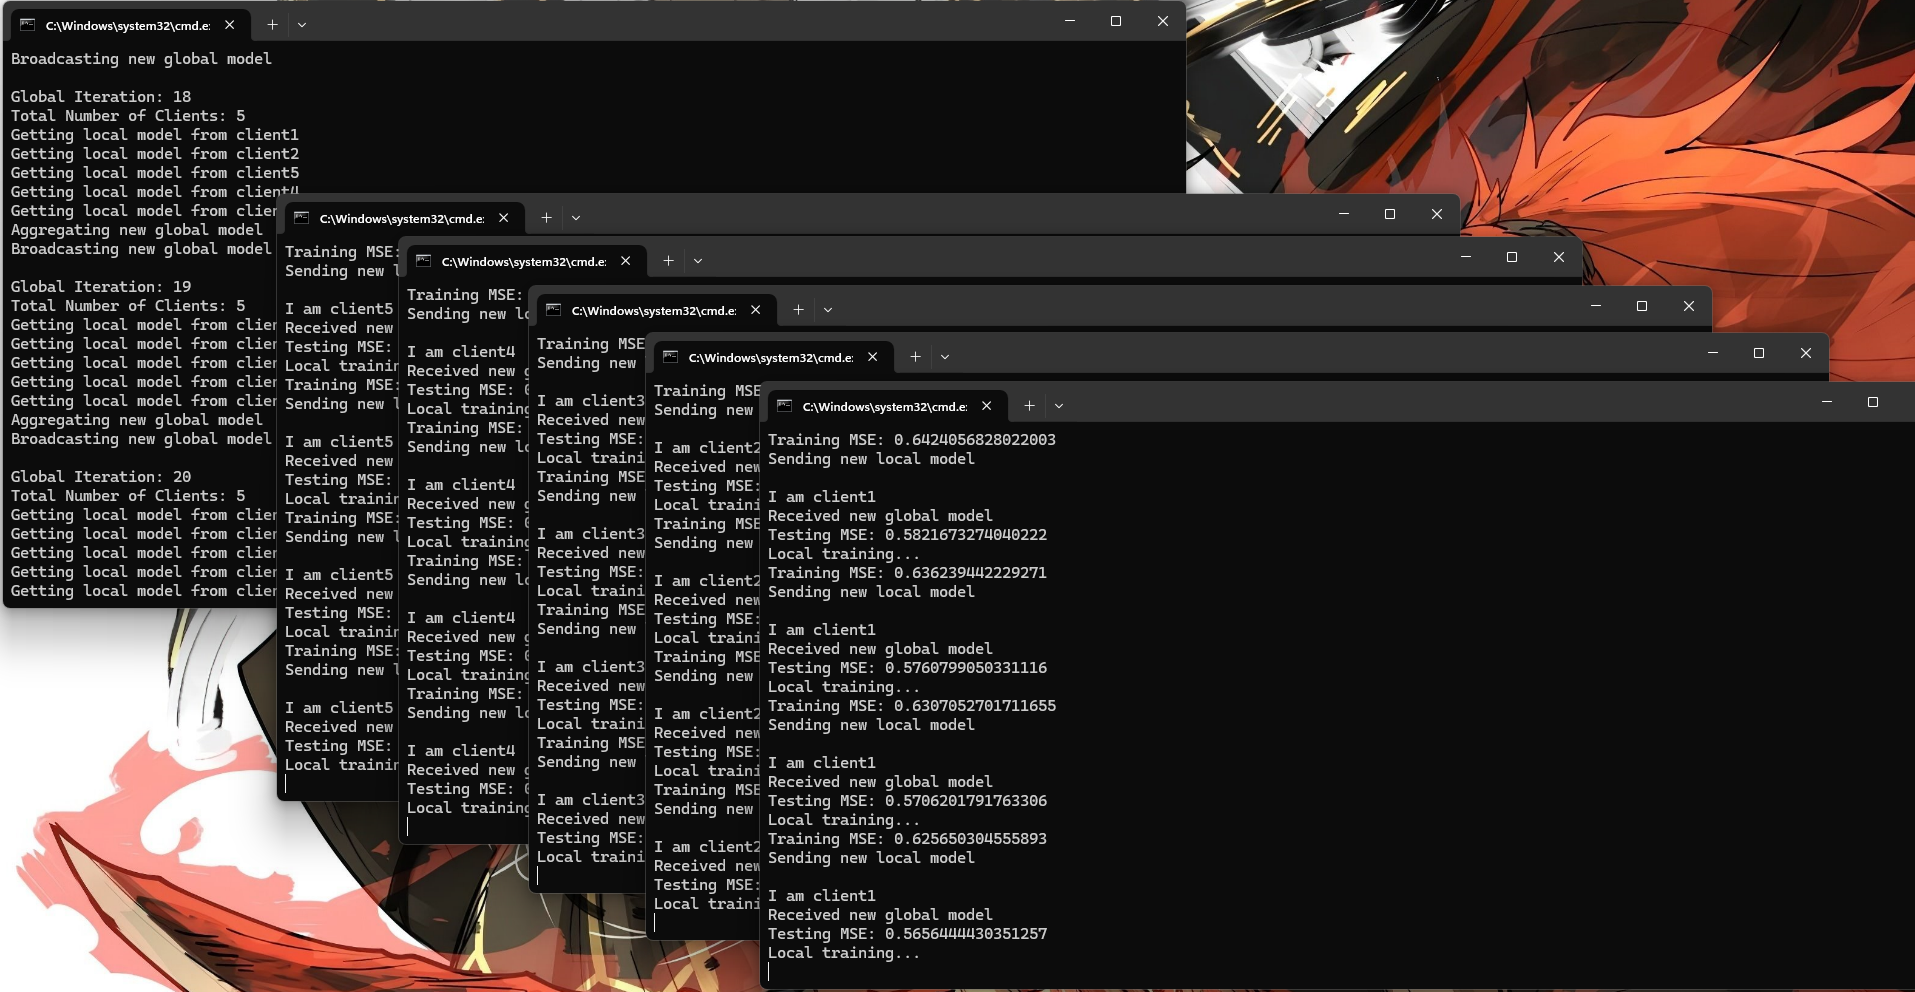 C:\Windows\system32\cmd.e:
Broadcasting new global model
Global Iteration: 18
Total Number of Clients: 5
Getting local model from client1
Getting local model from client2
Getting local model from client5
Getting local model from client4
Getting local model from clien
Aggregating new global model
Broadcasting new global model
Global Iteration: 19
Total Number of Clients: 5
Getting local model from clien
Getting local model from clien
Getting local model from clien
Getting local model from clien
Getting local model from clien
Aggregating new global model
Broadcasting new global model
Global Iteration: 20
Total Number of Clients: 5
Getting local model from clien
Getting local model from clien
Getting local model from clien
Getting local model from clien
Getting local model from clien
C:\Windows\system32\cmd.e:
Training MSE:
Sending new l
I am client5
Received new
Testing MSE:
Local trainin
Training MSE:
Sending new l
I am client5
Received new
Testing MSE:
Local trainin
Training MSE:
Sending new l
I am client5
Received new
Testing MSE:
Local trainin
Training MSE:
Sending new l
I am client5
Received new
Testing MSE:
Local trainin
C:\Windows\system32\cmd.e:
Training MSE:
Sending new lo
I am client4
Received new g
Testing MSE: 0
Local training
Training MSE:
Sending new lo
I am client4
Received new g
Testing MSE: 0
Local training
Training MSE:
Sending new lo
I am client4
Received new g
Testing MSE: 0
Local training
Training MSE:
Sending new lo
I am client4
Received new g
Testing MSE: 0
Local training
C:\Windows\system32\cmd.e:
Training MSE
Sending new
I am client3
Received new
Testing MSE:
Local traini
Training MSE
Sending new
I am client3
Received new
Testing MSE:
Local traini
Training MSE
Sending new
I am client3
Received new
Testing MSE:
Local traini
Training MSE
Sending new
I am client3
Received new
Testing MSE:
Local traini
C:\Windows\system32\cmd.e:
Training MSE
Sending new
I am client2
Received new
Testing MSE:
Local traini
Training MSE
Sending new
I am client2
Received new
Testing MSE:
Local traini
Training MSE
Sending new
I am client2
Received new
Testing MSE:
Local traini
Training MSE
Sending new
I am client2
Received new
Testing MSE:
Local traini
C:\Windows\system32\cmd.e:
Training MSE: 0.6424056828022003
Sending new local model
I am client1
Received new global model
Testing MSE: 0.5821673274040222
Local training...
Training MSE: 0.636239442229271
Sending new local model
I am client1
Received new global model
Testing MSE: 0.5760799050331116
Local training...
Training MSE: 0.6307052701711655
Sending new local model
I am client1
Received new global model
Testing MSE: 0.5706201791763306
Local training...
Training MSE: 0.625650304555893
Sending new local model
I am client1
Received new global model
Testing MSE: 0.5656444430351257
Local training...